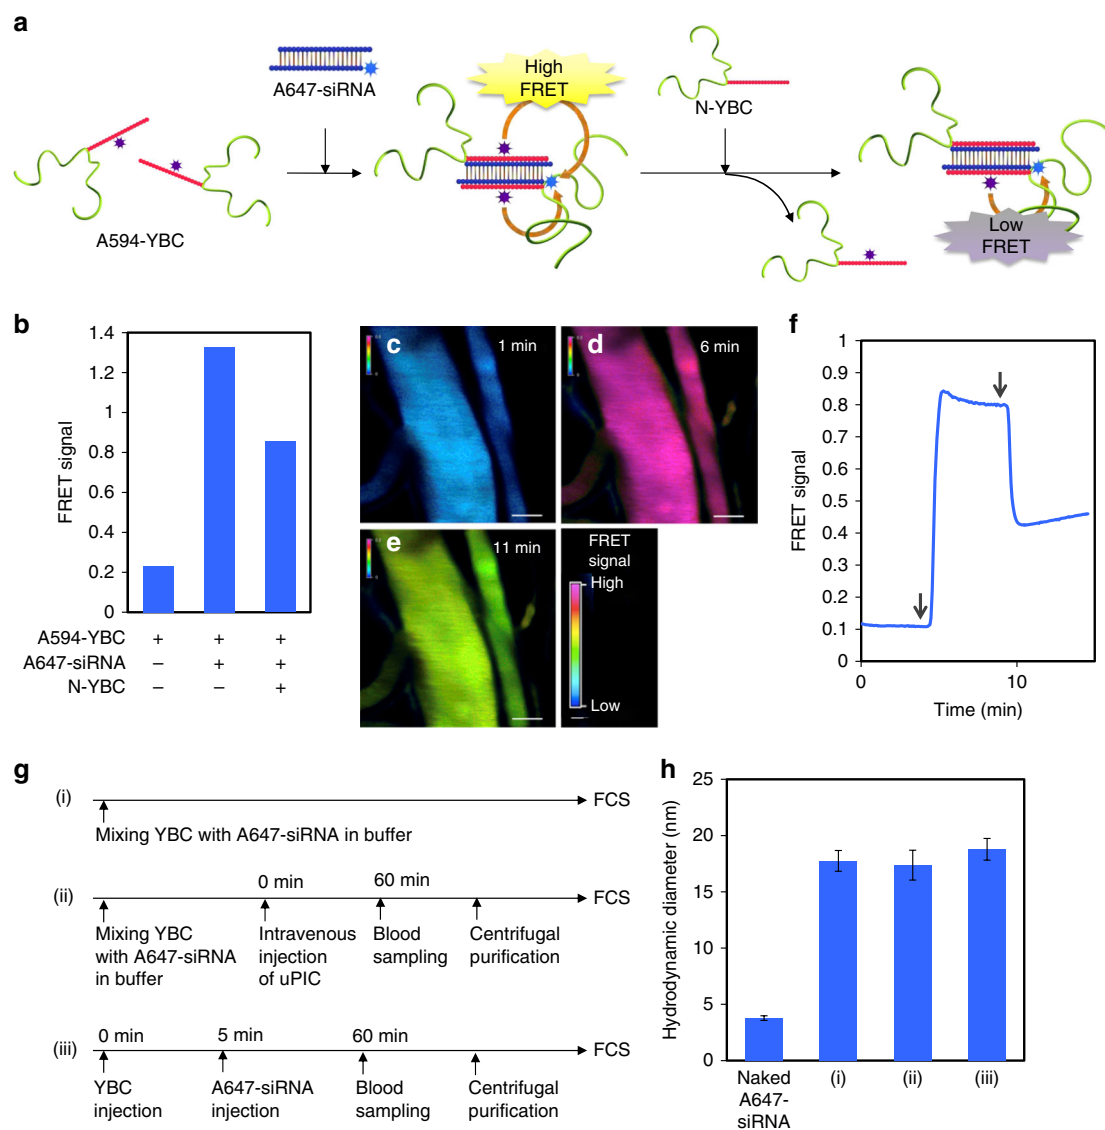 a
A647-siRNA
High
FRET
N-YBC
A594-YBC
Low
FRET
b
FRET signal
1.4
1.2
1
0.8
0.6
0.4
0.2
0
A594-YBC + + +
A647-siRNA – + +
N-YBC – – +
c
1 min
d
6 min
e
11 min
FRET
signal
High
Low
f
FRET signal
1
0.9
0.8
0.7
0.6
0.5
0.4
0.3
0.2
0.1
0
0 10
Time (min)
g
(i)
FCS
Mixing YBC with A647-siRNA in buffer
0 min 60 min
(ii)
FCS
Mixing YBC
with A647-siRNA
in buffer
Intravenous
injection
of uPIC
Blood
sampling
Centrifugal
purification
0 min 5 min 60 min
(iii)
FCS
YBC
injection
A647-siRNA
injection
Blood
sampling
Centrifugal
purification
h
Hydrodynamic diameter (nm)
25
20
15
10
5
0
Naked
A647-
siRNA
(i) (ii) (iii)